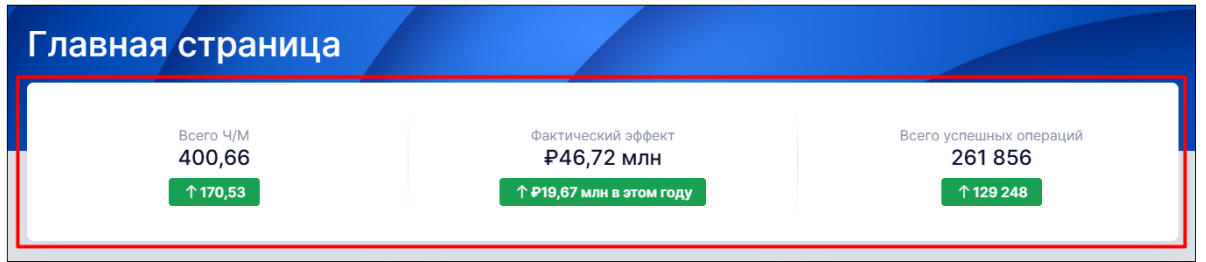 Главная страница
Всего Ч/М
400,66
↑ 170,53
Фактический эффект
₽46,72 млн
↑ ₽19,67 млн в этом году
Всего успешных операций
261 856
↑ 129 248